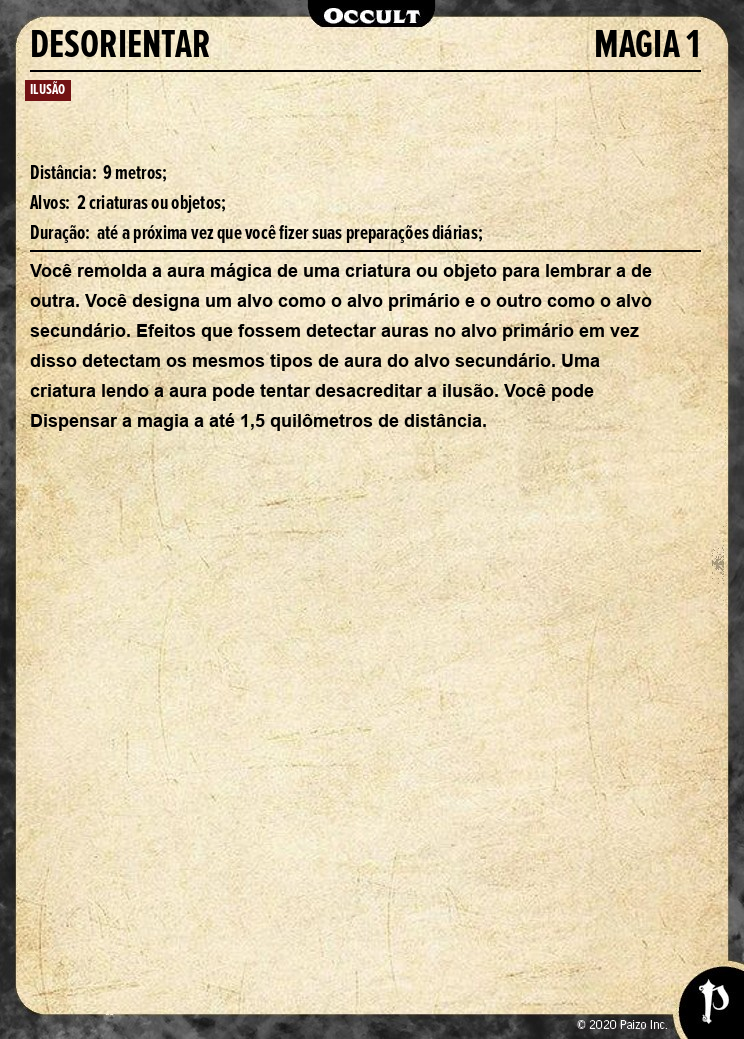 OCCULT
DESORIENTAR MAGIA 1
ILUSÃO
Distância: 9 metros;
Alvos: 2 criaturas ou objetos;
Duração: até a próxima vez que você fizer suas preparações diárias;
Você remolda a aura mágica de uma criatura ou objeto para lembrar a de
outra. Você designa um alvo como o alvo primário e o outro como o alvo
secundário. Efeitos que fossem detectar auras no alvo primário em vez
disso detectam os mesmos tipos de aura do alvo secundário. Uma
criatura lendo a aura pode tentar desacreditar a ilusão. Você pode
Dispensar a magia a até 1,5 quilômetros de distância.
© 2020 Paizo Inc.
P